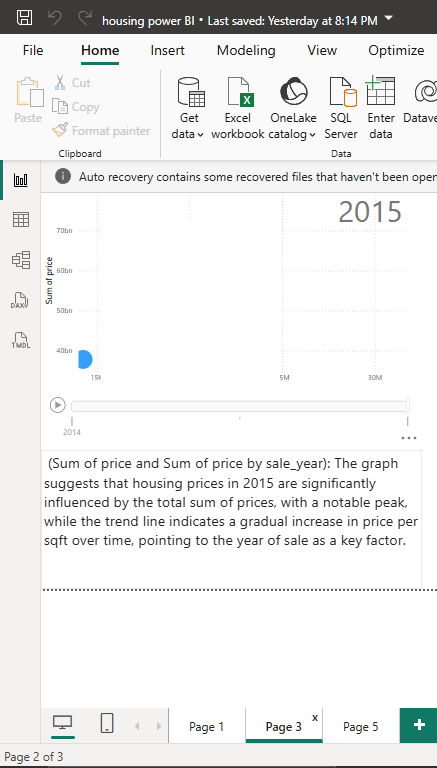 housing power BI • Last saved: Yesterday at 8:14 PM
File Home Insert Modeling View Optimize
Paste Cut Copy Format painter
Get data Excel workbook OneLake catalog SQL Server Enter data Datave
Clipboard Data
Auto recovery contains some recovered files that haven't been oper
2015
70bn
60bn
50bn
40bn
Sum of price
5M 30M
2014
(Sum of price and Sum of price by sale_year): The graph
suggests that housing prices in 2015 are significantly
influenced by the total sum of prices, with a notable peak,
while the trend line indicates a gradual increase in price per
sqft over time, pointing to the year of sale as a key factor.
Page 1 Page 3 x Page 5 +
Page 2 of 3
DAX
TMDL